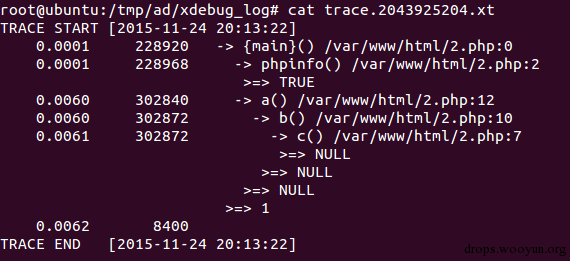 root@ubuntu:/tmp/ad/xdebug_log# cat trace.2043925204.xt
TRACE START [2015-11-24 20:13:22]
    0.0001     228920   -> {main}() /var/www/html/2.php:0
    0.0001     228968     -> phpinfo() /var/www/html/2.php:2
                           >=> TRUE
    0.0060     302840     -> a() /var/www/html/2.php:12
    0.0060     302872       -> b() /var/www/html/2.php:10
    0.0061     302872         -> c() /var/www/html/2.php:7
                               >=> NULL
                             >=> NULL
                           >=> NULL
                         >=> 1
    0.0062       8400
TRACE END   [2015-11-24 20:13:22]
drops.wooyun.org